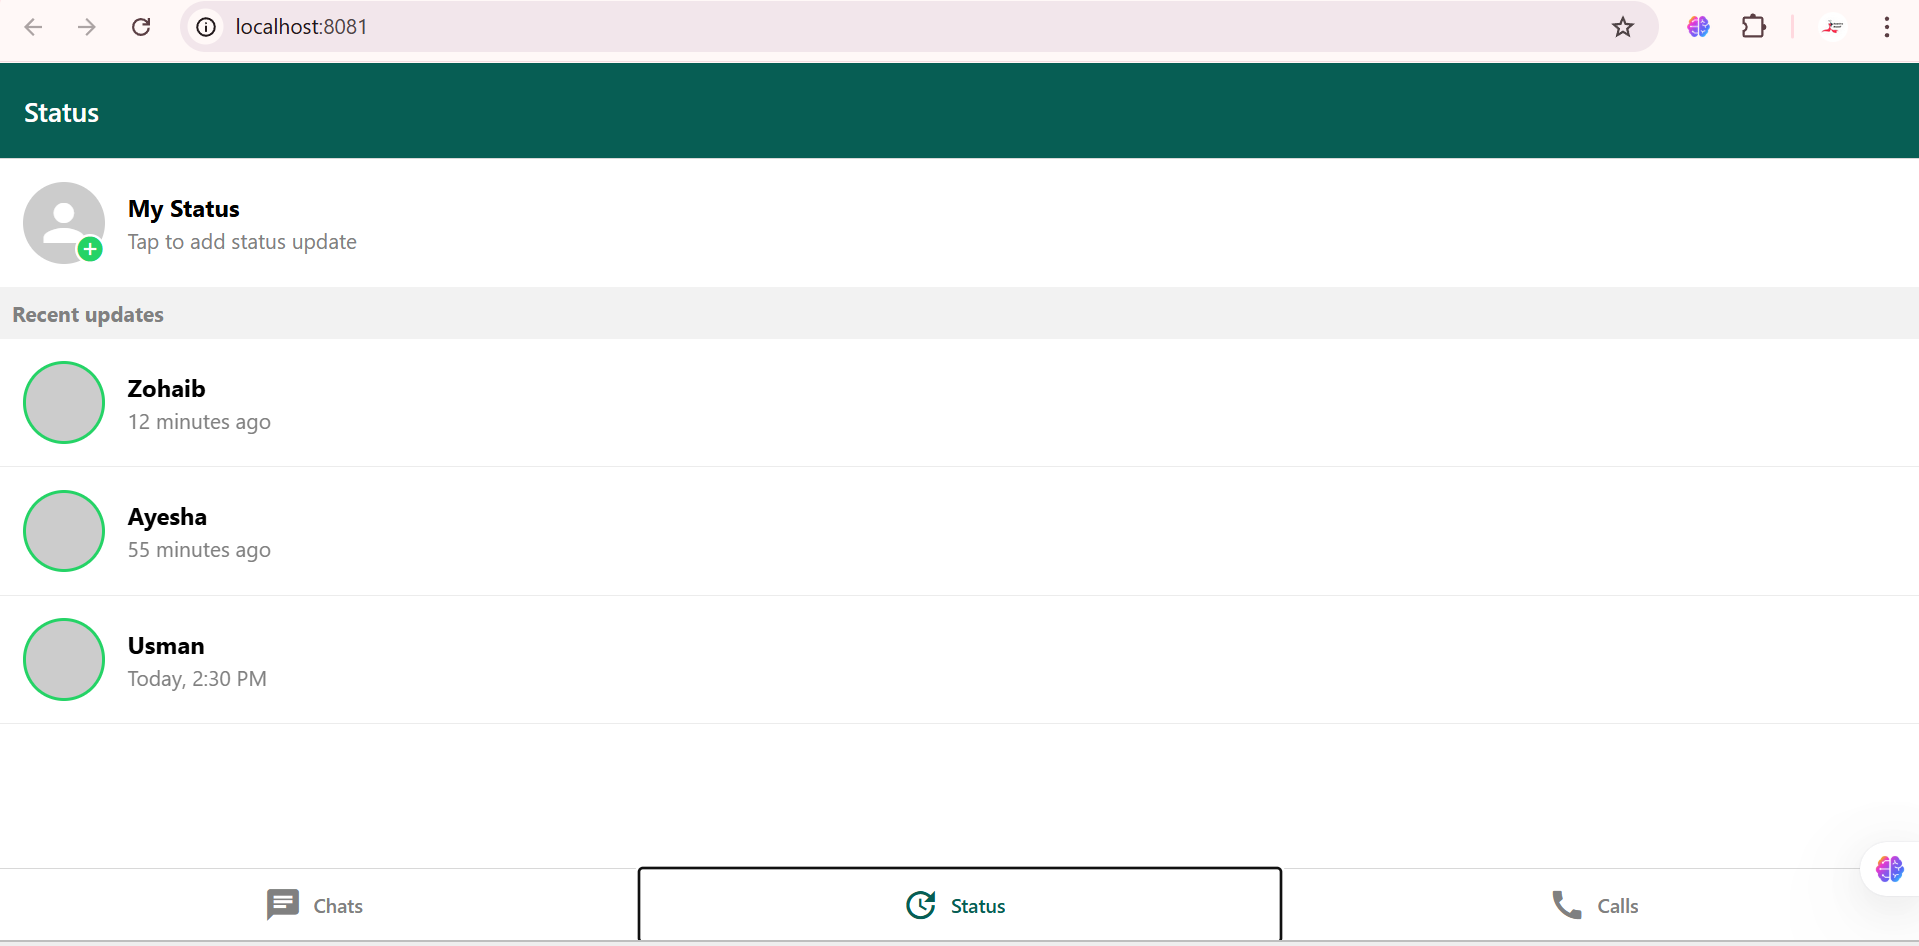 localhost:8081
Status
My Status
Tap to add status update
Recent updates
Zohaib
12 minutes ago
Ayesha
55 minutes ago
Usman
Today, 2:30 PM
Chats
Status
Calls